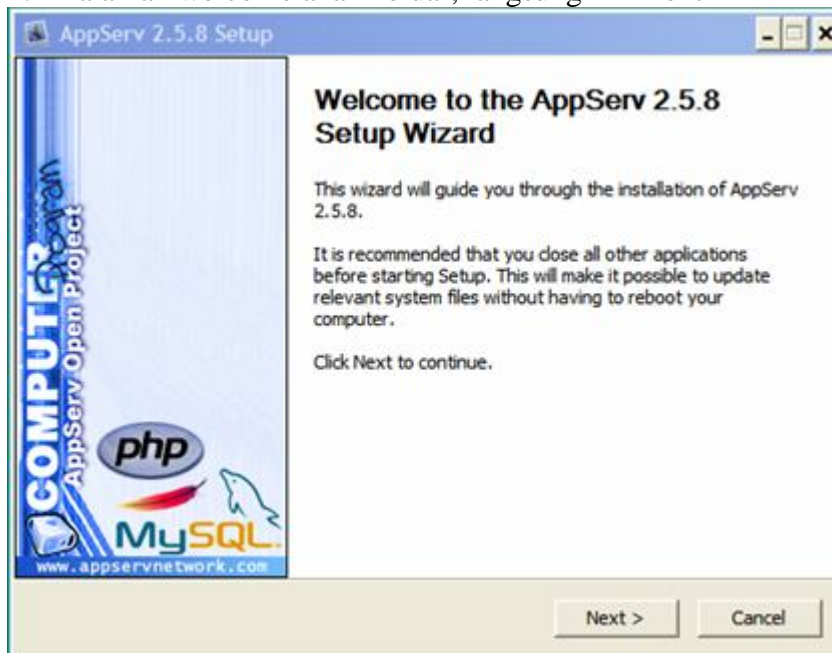 AppServ 2.5.8 Setup
Welcome to the AppServ 2.5.8
Setup Wizard
This wizard will guide you through the installation of AppServ
2.5.8.
It is recommended that you close all other applications
before starting Setup. This will make it possible to update
relevant system files without having to reboot your
computer.
Click Next to continue.
COMPUTER
AppServ Open Project
php
MySQL
www.appservnetwork.com
Next >
Cancel